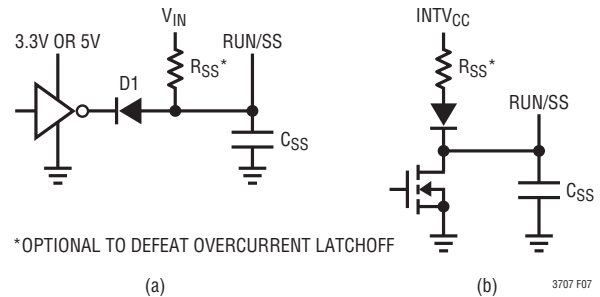 V_IN
3.3V OR 5V
RUN/SS
R_SS*
D1
C_SS
INTV_CC
R_SS*
RUN/SS
C_SS
*OPTIONAL TO DEFEAT OVERCURRENT LATCHOFF
(a)
(b)
3707 F07